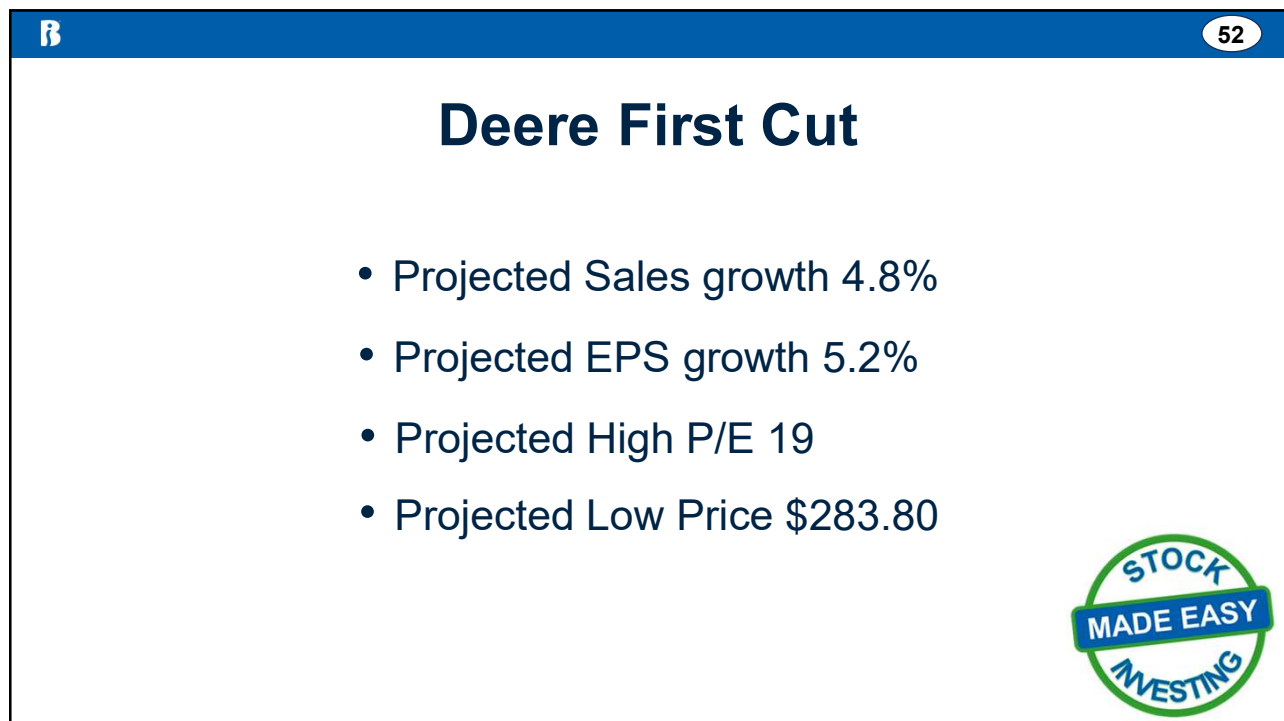 52
Deere First Cut
• Projected Sales growth 4.8%
• Projected EPS growth 5.2%
• Projected High P/E 19
• Projected Low Price $283.80
STOCK
MADE EASY
INVESTING